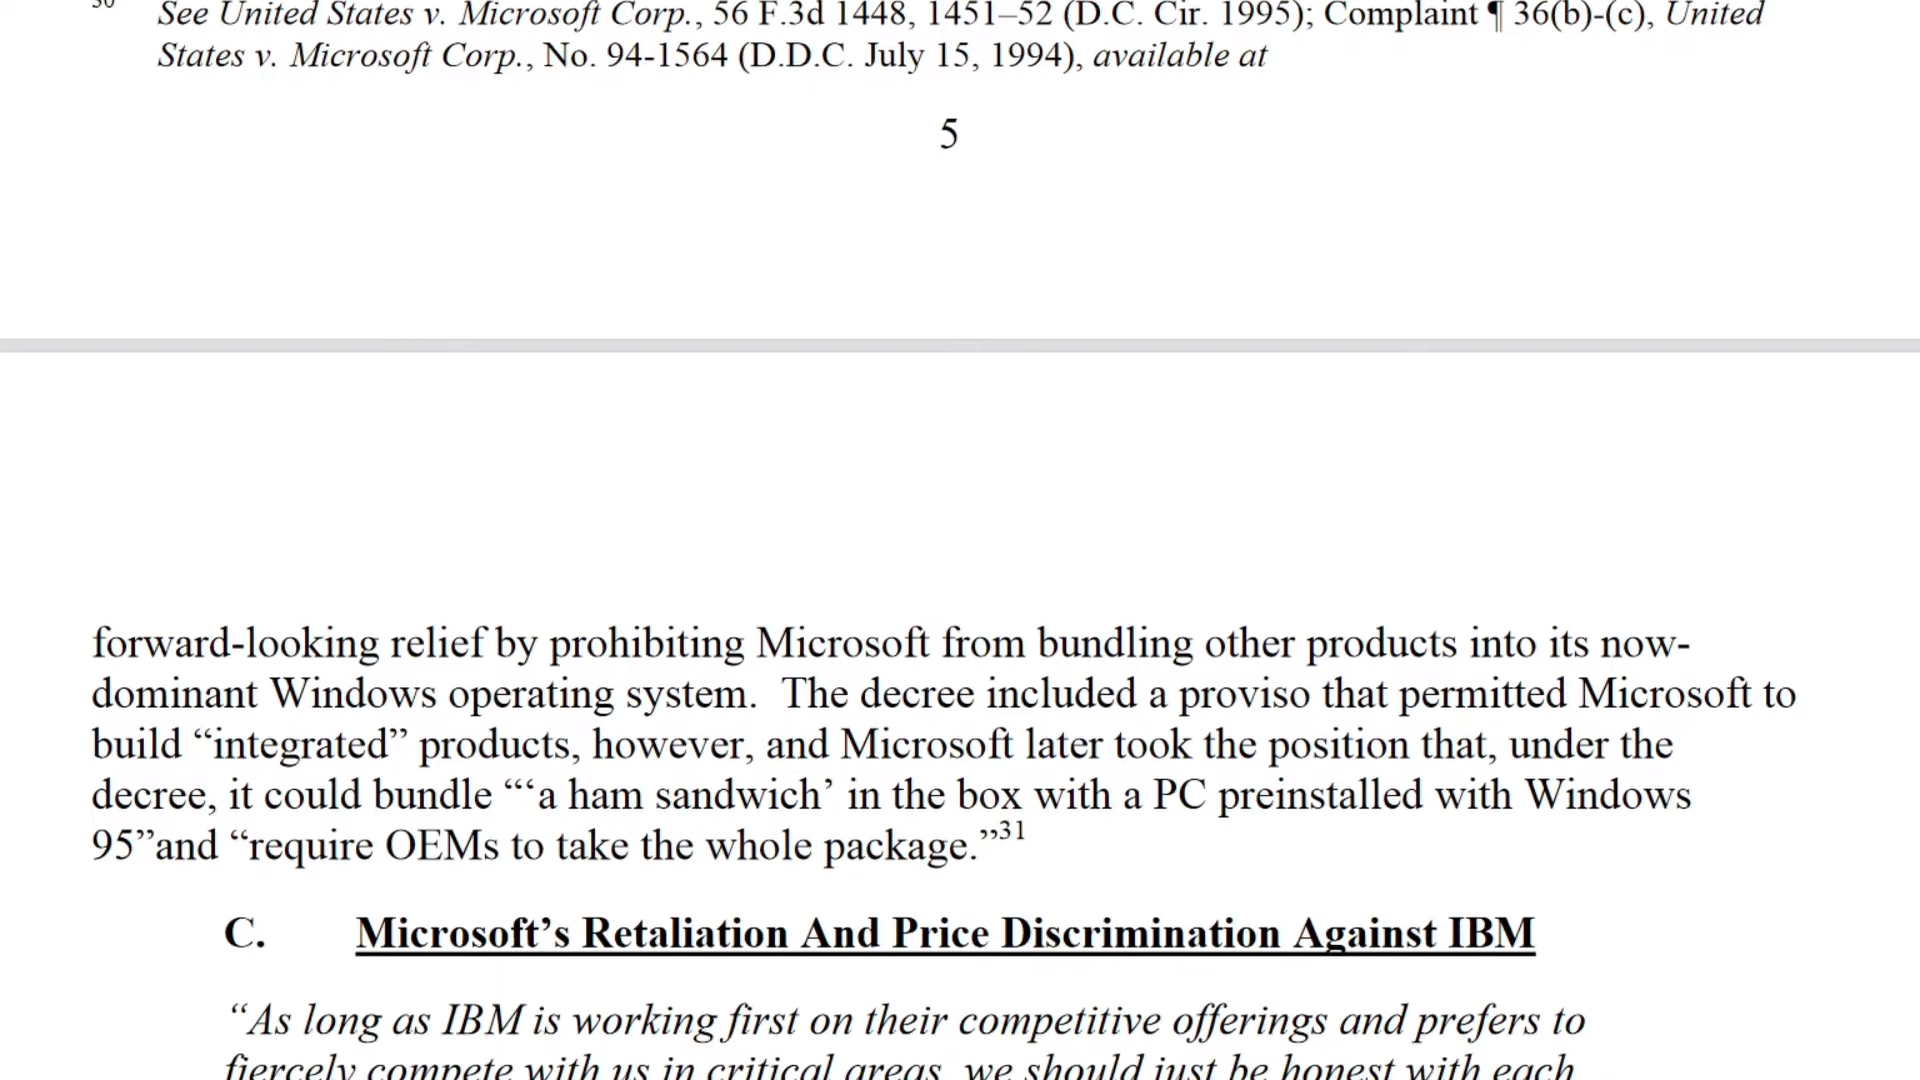 30 See United States v. Microsoft Corp., 56 F.3d 1448, 1451–52 (D.C. Cir. 1995); Complaint ¶ 36(b)-(c), United
States v. Microsoft Corp., No. 94-1564 (D.D.C. July 15, 1994), available at
5
forward-looking relief by prohibiting Microsoft from bundling other products into its now-
dominant Windows operating system.  The decree included a proviso that permitted Microsoft to
build “integrated” products, however, and Microsoft later took the position that, under the
decree, it could bundle “‘a ham sandwich’ in the box with a PC preinstalled with Windows
95”and “require OEMs to take the whole package.”31
C. Microsoft’s Retaliation And Price Discrimination Against IBM
“As long as IBM is working first on their competitive offerings and prefers to
fiercely compete with us in critical areas, we should just be honest with each